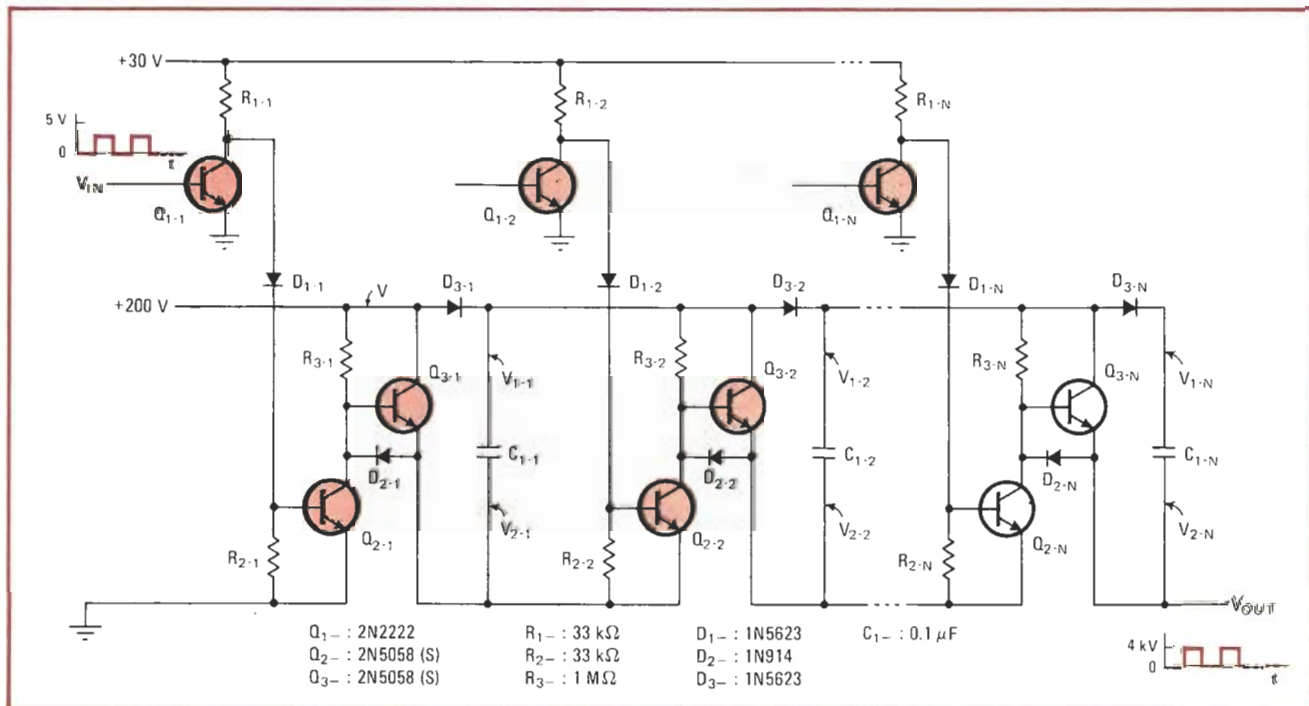 +30 V
R1-1
R1-2
R1-N
5 V
0
t
VIN
Q1-1
Q1-2
Q1-N
D1-1
D3-1
D1-2
D3-2
D1-N
D3-N
+200 V
V
R3-1
Q3-1
V1-1
R3-2
Q3-2
V1-2
R3-N
Q3-N
V1-N
D2-1
C1-1
D2-2
C1-2
D2-N
C1-N
Q2-1
V2-1
Q2-2
V2-2
Q2-N
V2-N
R2-1
R2-2
R2-N
VOUT
Q1– : 2N2222 R1– : 33 kΩ D1– : 1N5623 C1– : 0.1 μF
Q2– : 2N5058 (S) R2– : 33 kΩ D2– : 1N914
Q3– : 2N5058 (S) R3– : 1 MΩ D3– : 1N5623
4 kV
0
t